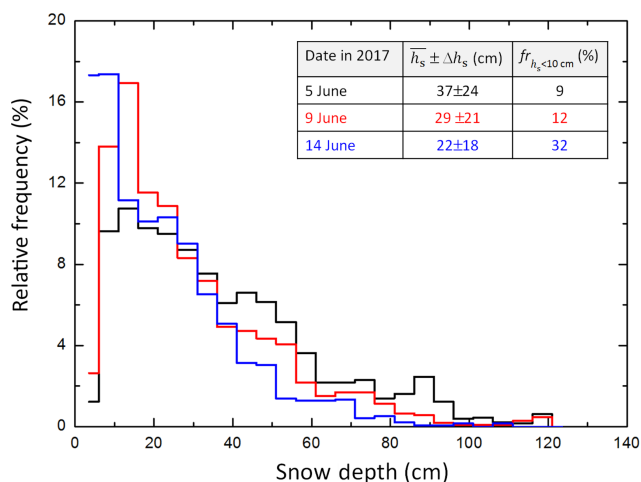 20
16
12
8
4
0
Relative frequency (%)
Date in 2017 h̅s ± Δhs (cm) fr hs<10 cm (%)
5 June 37±24 9
9 June 29 ±21 12
14 June 22±18 32
0 20 40 60 80 100 120 140
Snow depth (cm)